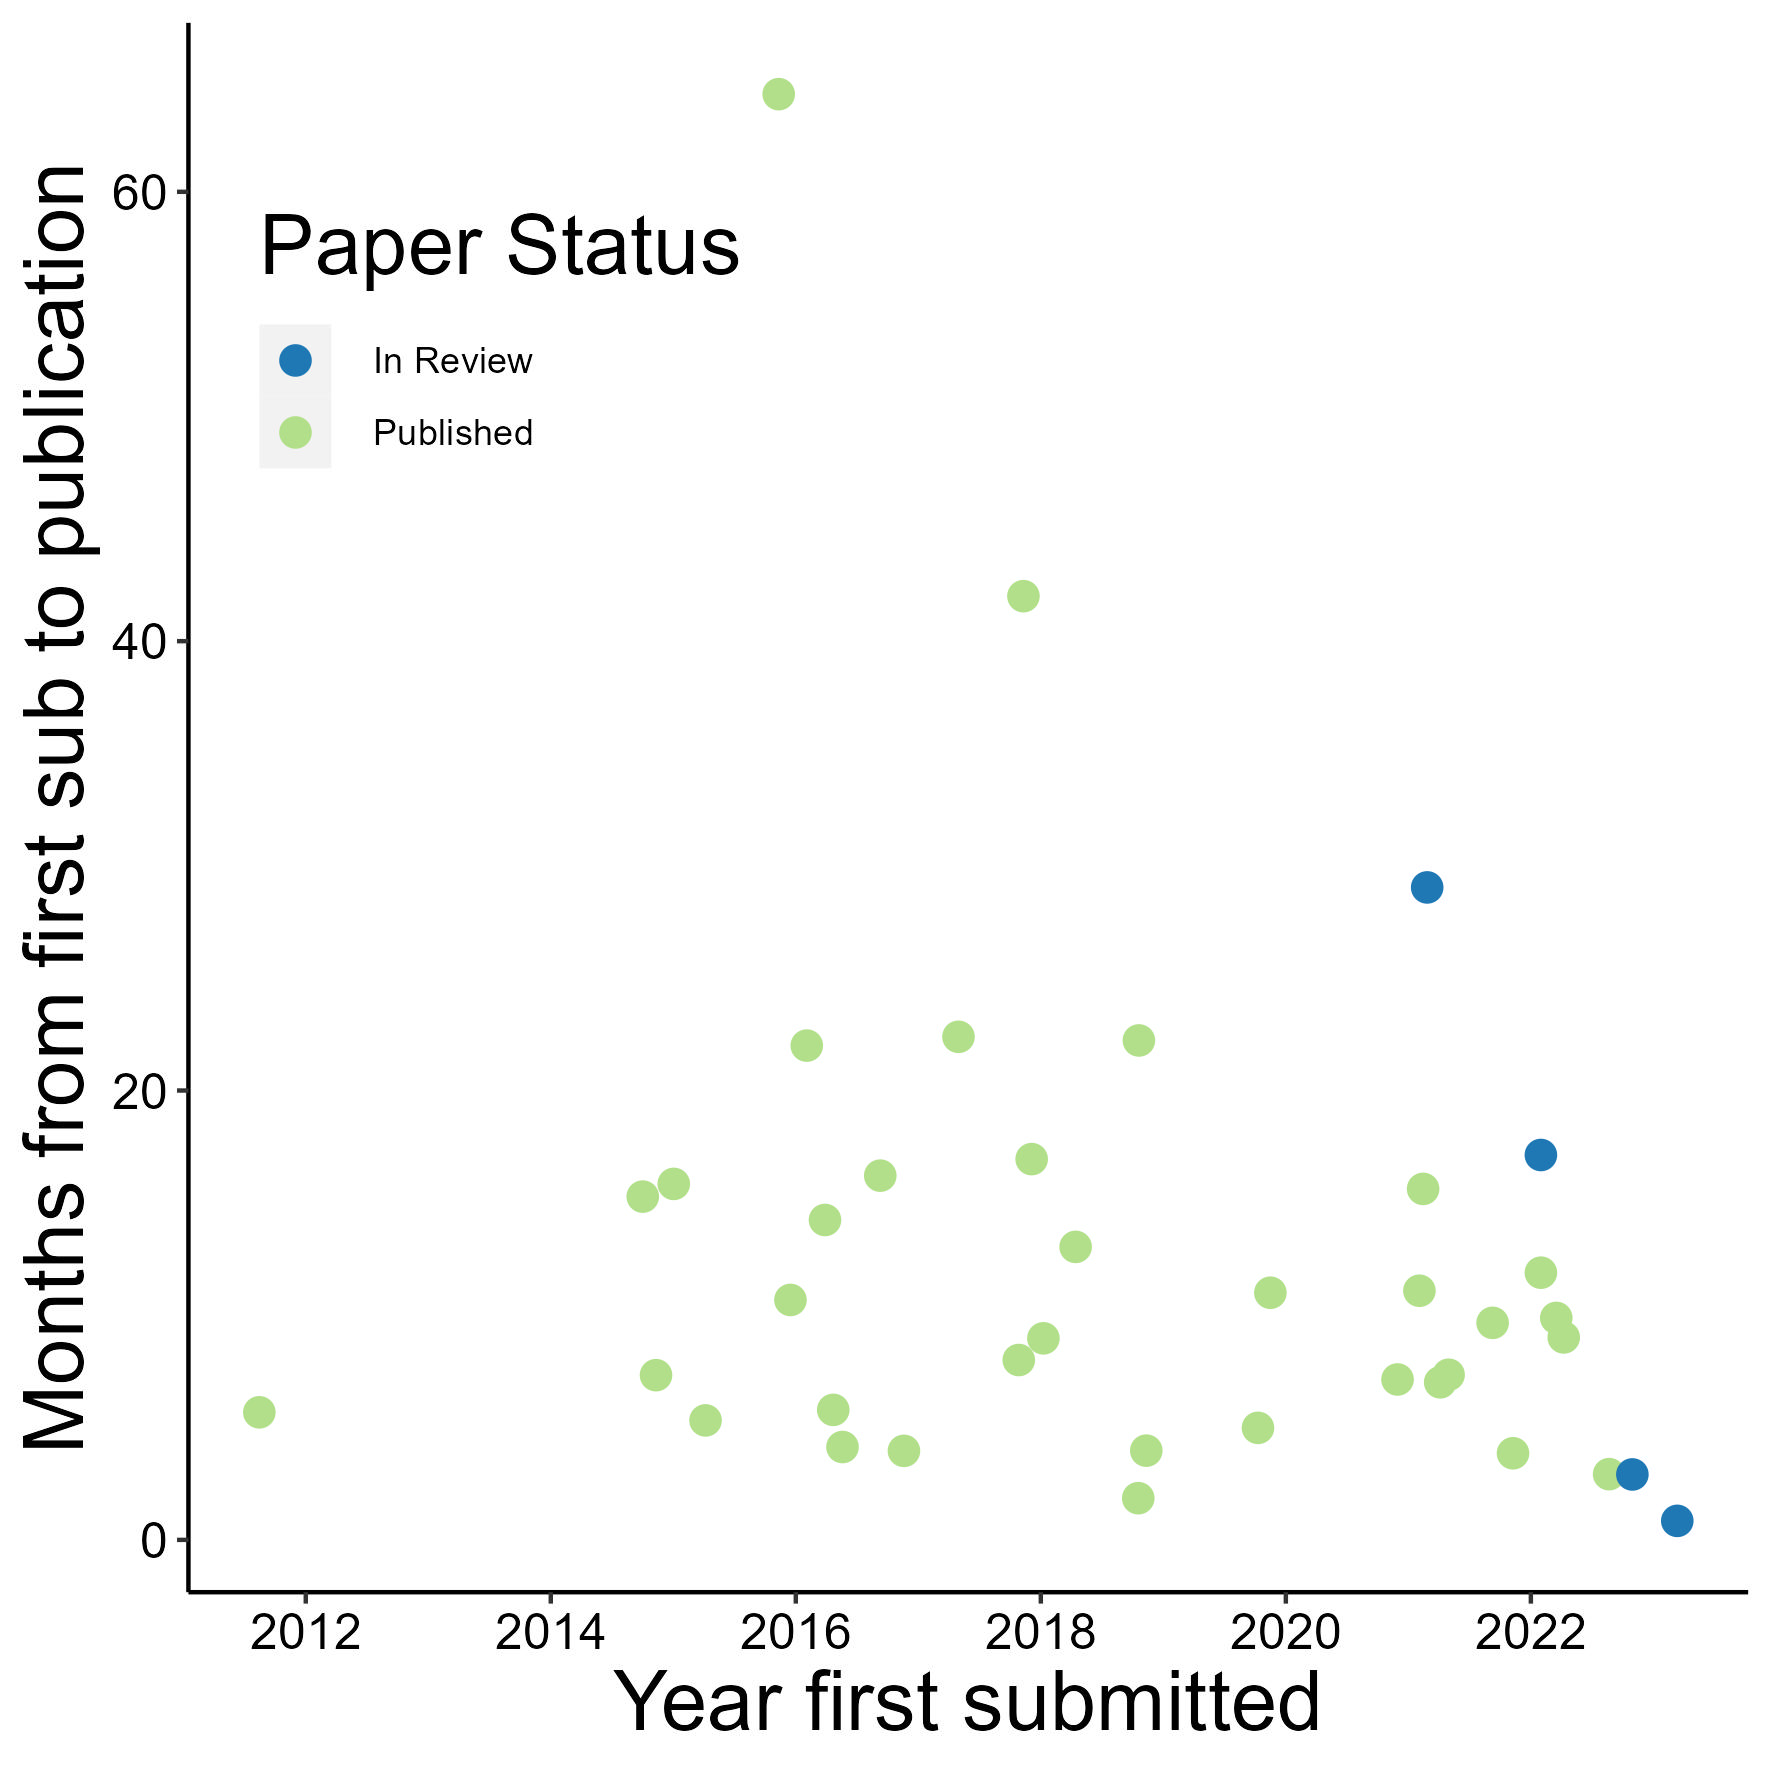 Months from first sub to publication
60
40
20
0
Paper Status
In Review
Published
2012 2014 2016 2018 2020 2022
Year first submitted